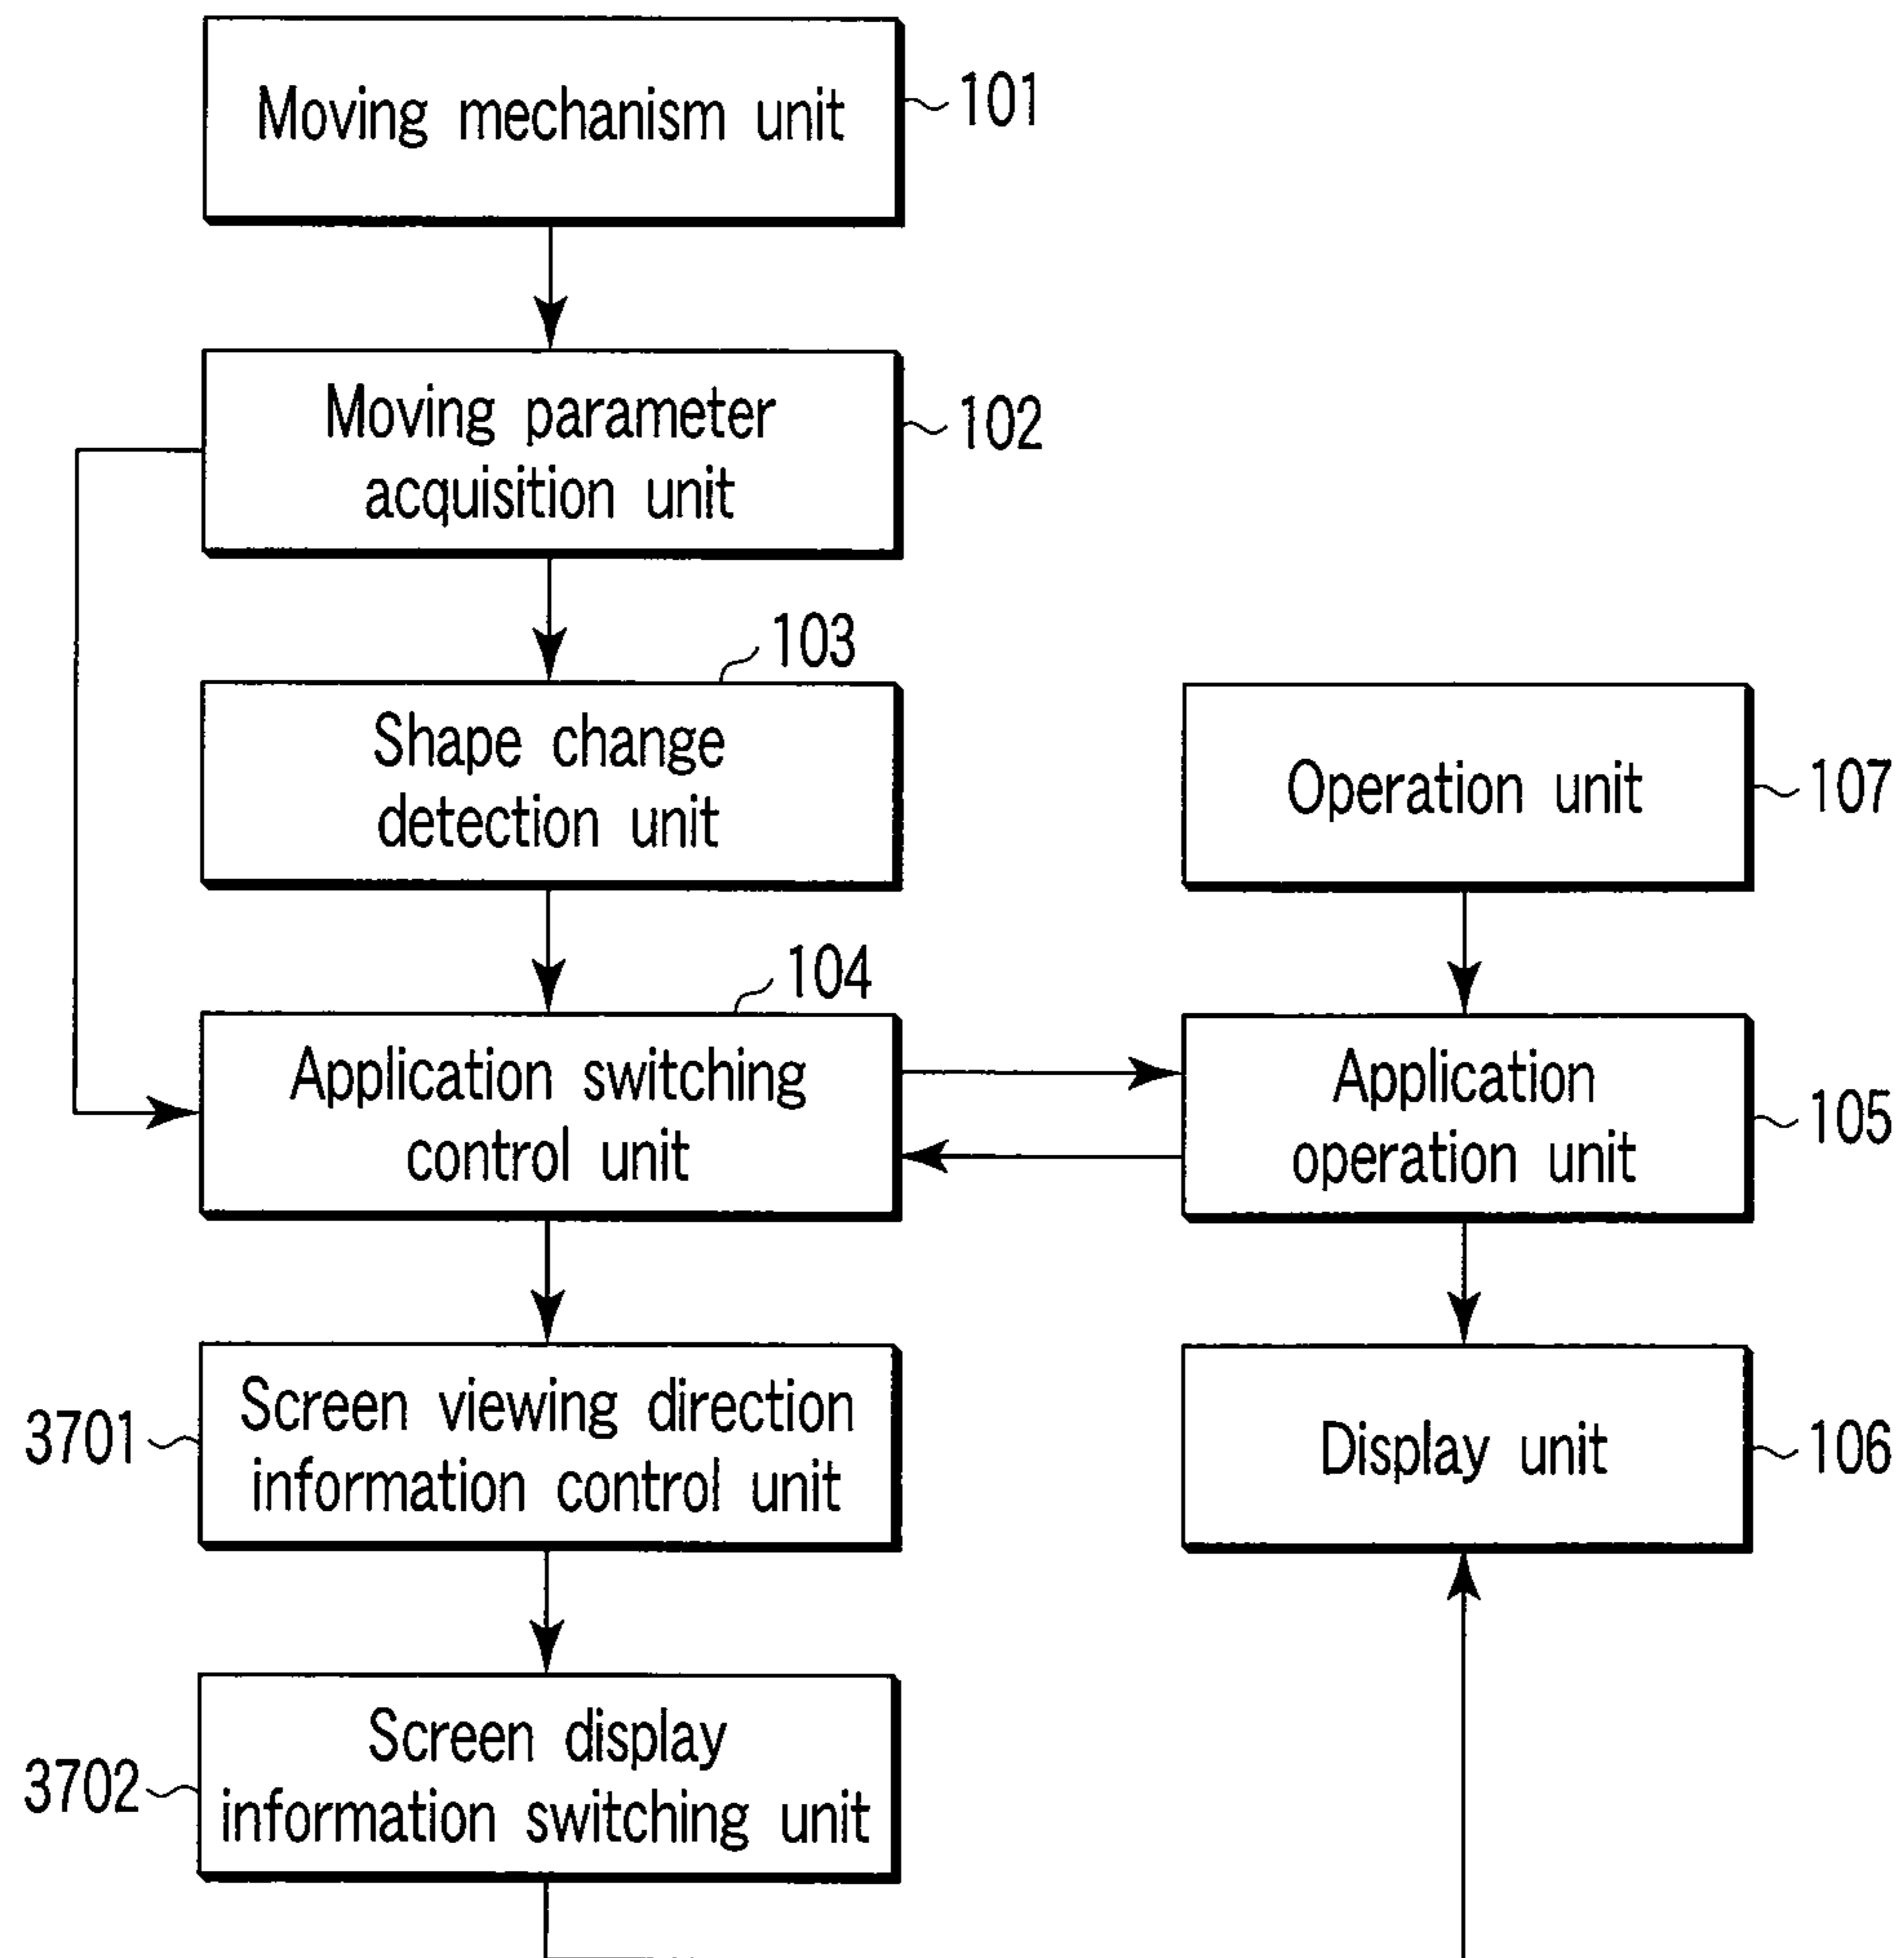 Moving mechanism unit
101
Moving parameter
acquisition unit
102
103
Shape change
detection unit
Operation unit
107
104
Application switching
control unit
Application
operation unit
105
3701
Screen viewing direction
information control unit
Display unit
106
3702
Screen display
information switching unit